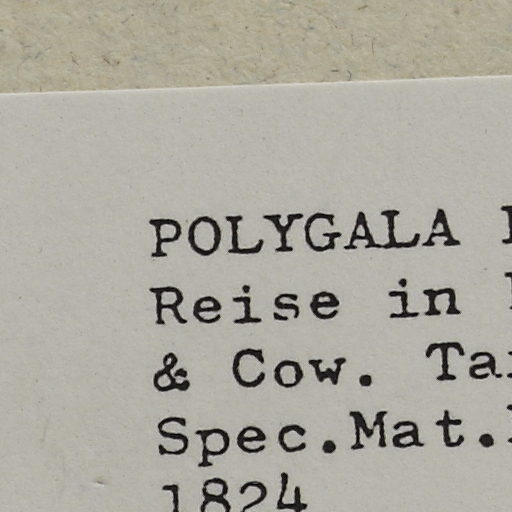 POLYGALA
Reise in
& Cow. Ta
Spec.Mat.
1824